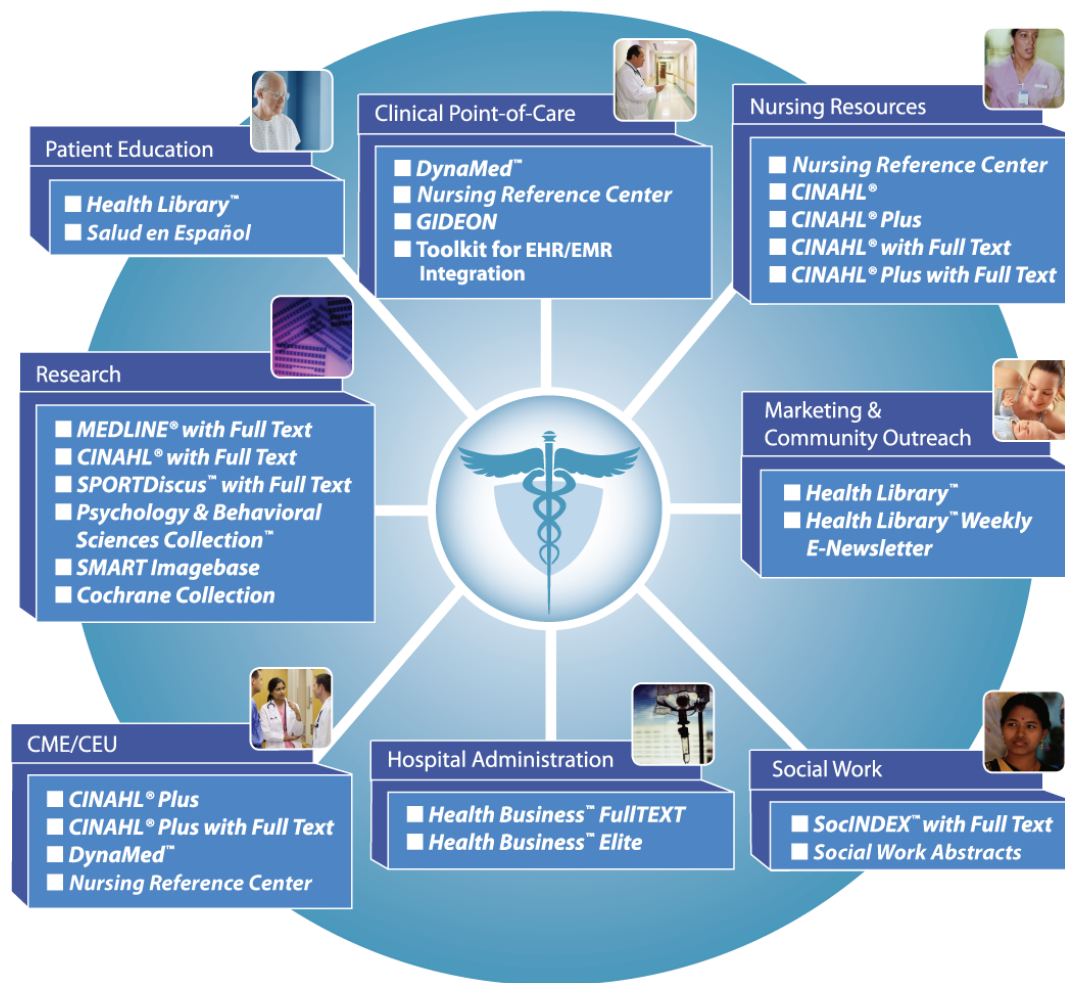 Patient Education
Health Library™
Salud en Español
Clinical Point-of-Care
DynaMed™
Nursing Reference Center
GIDEON
Toolkit for EHR/EMR
Integration
Nursing Resources
Nursing Reference Center
CINAHL®
CINAHL® Plus
CINAHL® with Full Text
CINAHL® Plus with Full Text
Research
MEDLINE® with Full Text
CINAHL® with Full Text
SPORTDiscus™ with Full Text
Psychology & Behavioral
Sciences Collection™
SMART Imagebase
Cochrane Collection
Marketing &
Community Outreach
Health Library™
Health Library™ Weekly
E-Newsletter
CME/CEU
CINAHL® Plus
CINAHL® Plus with Full Text
DynaMed™
Nursing Reference Center
Hospital Administration
Health Business™ FullTEXT
Health Business™ Elite
Social Work
SocINDEX™ with Full Text
Social Work Abstracts